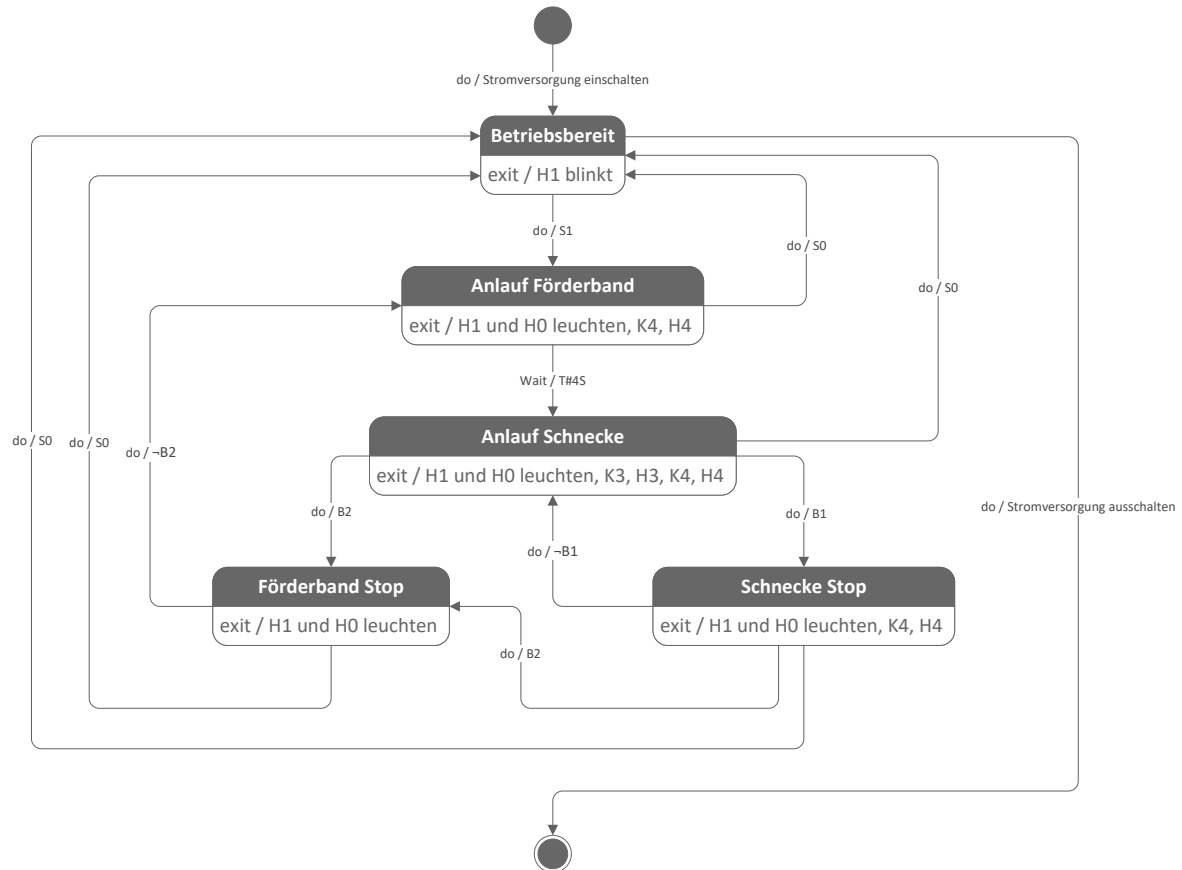 do / Stromversorgung einschalten
Betriebsbereit
exit / H1 blinkt
do / S1
do / S0
do / S0
Anlauf Förderband
exit / H1 und H0 leuchten, K4, H4
Wait / T#4S
Anlauf Schnecke
exit / H1 und H0 leuchten, K3, H3, K4, H4
do / S0
do / S0
do / ¬B2
do / B2
do / ¬B1
do / B1
do / Stromversorgung ausschalten
Förderband Stop
exit / H1 und H0 leuchten
Schnecke Stop
exit / H1 und H0 leuchten, K4, H4
do / B2